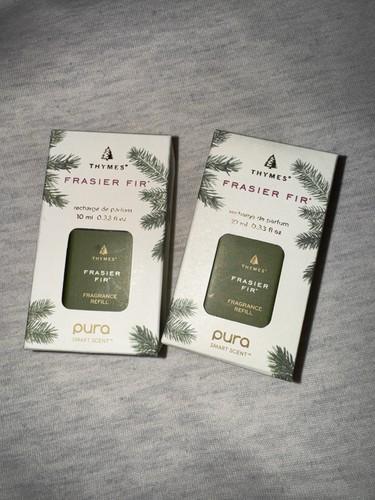 THYMES®
FRASIER FIR®
recharge de parfum
10 ml 0.33 fl oz
THYMES®
FRASIER
FIR®
FRAGRANCE
REFILL
pura
SMART SCENT™
THYMES®
FRASIER FIR®
recharge de parfum
10 ml 0.33 fl oz
THYMES®
FRASIER
FIR®
FRAGRANCE
REFILL
pura
SMART SCENT™